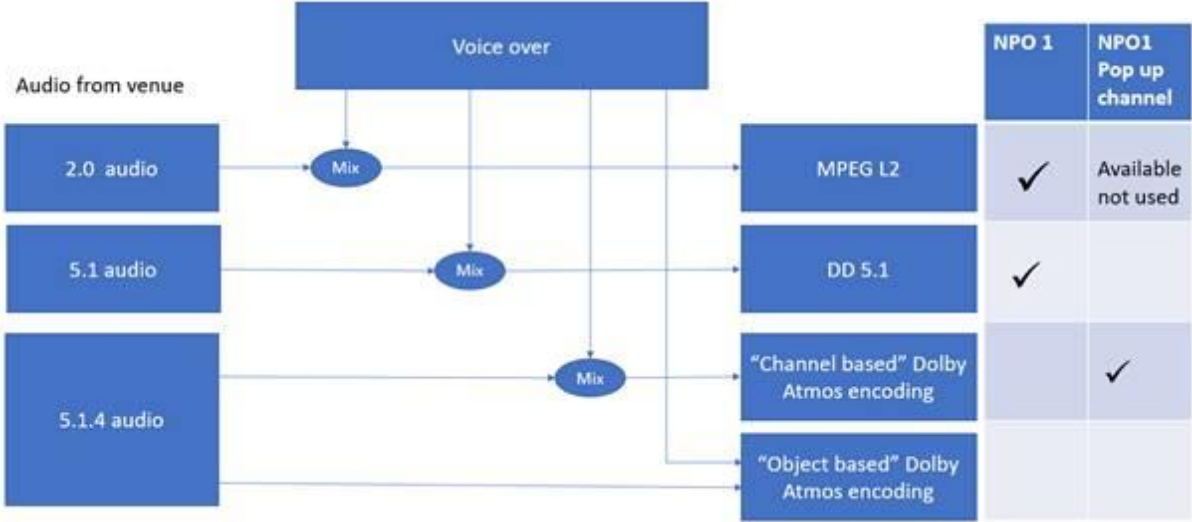 Voice over
NPO 1
NPO1
Pop up
channel
Audio from venue
2.0 audio
Mix
MPEG L2
Available
not used
5.1 audio
Mix
DD 5.1
5.1.4 audio
Mix
“Channel based” Dolby
Atmos encoding
“Object based” Dolby
Atmos encoding